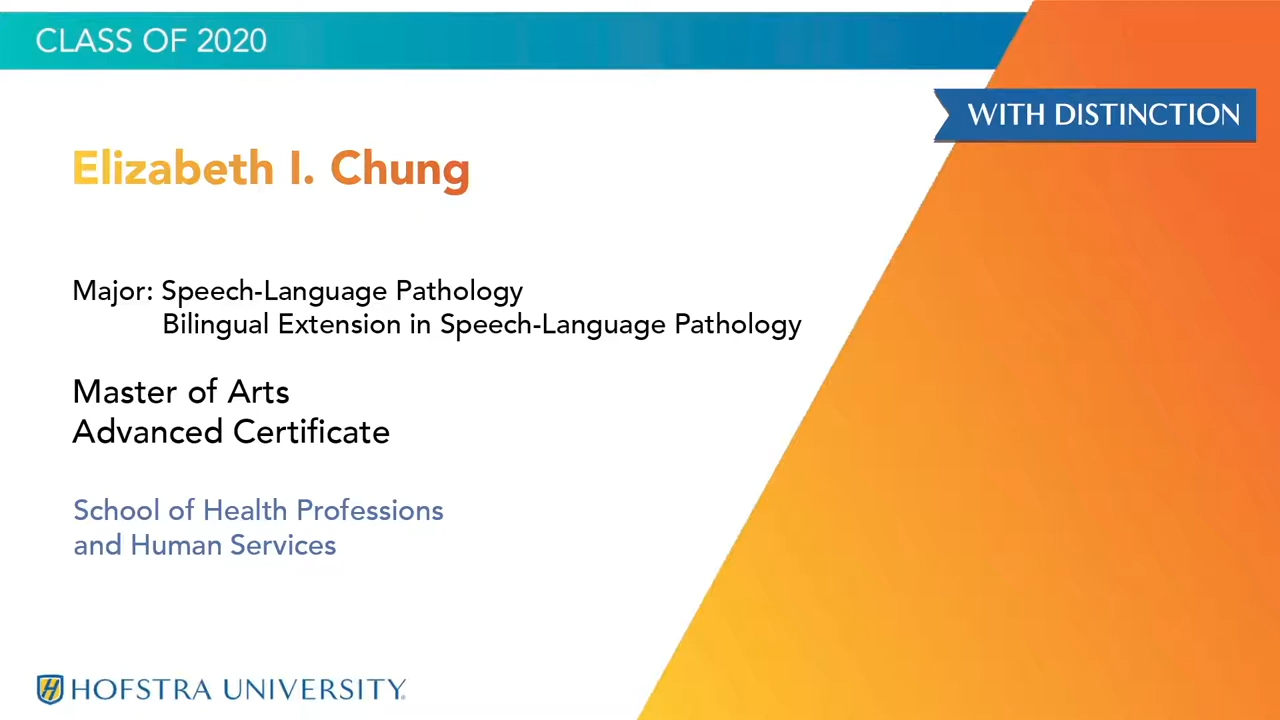 CLASS OF 2020
WITH DISTINCTION
Elizabeth I. Chung
Major: Speech-Language Pathology
Bilingual Extension in Speech-Language Pathology
Master of Arts
Advanced Certificate
School of Health Professions
and Human Services
H HOFSTRA UNIVERSITY®